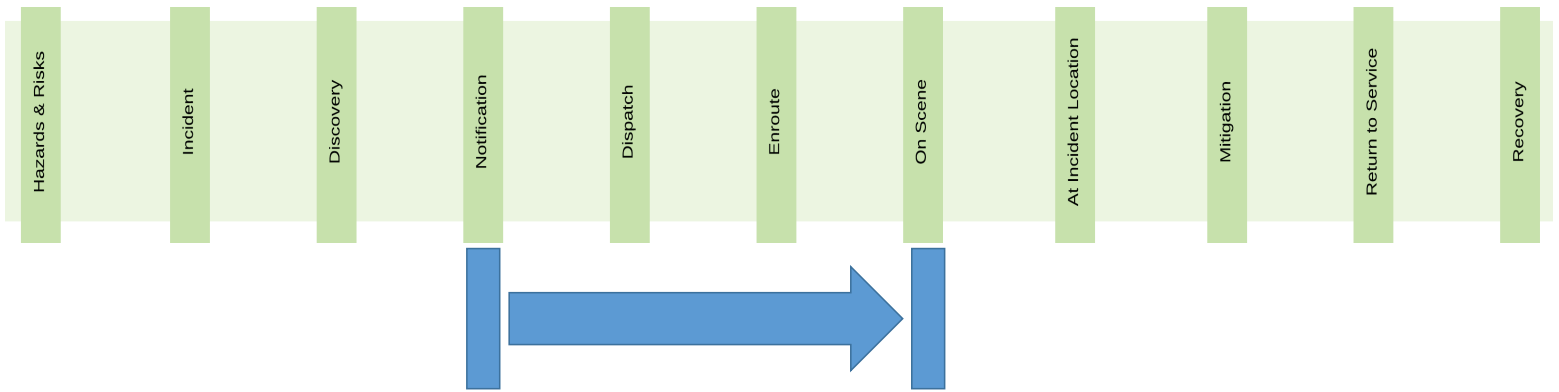 Hazards & Risks
Incident
Discovery
Notification
Dispatch
Enroute
On Scene
At Incident Location
Mitigation
Return to Service
Recovery